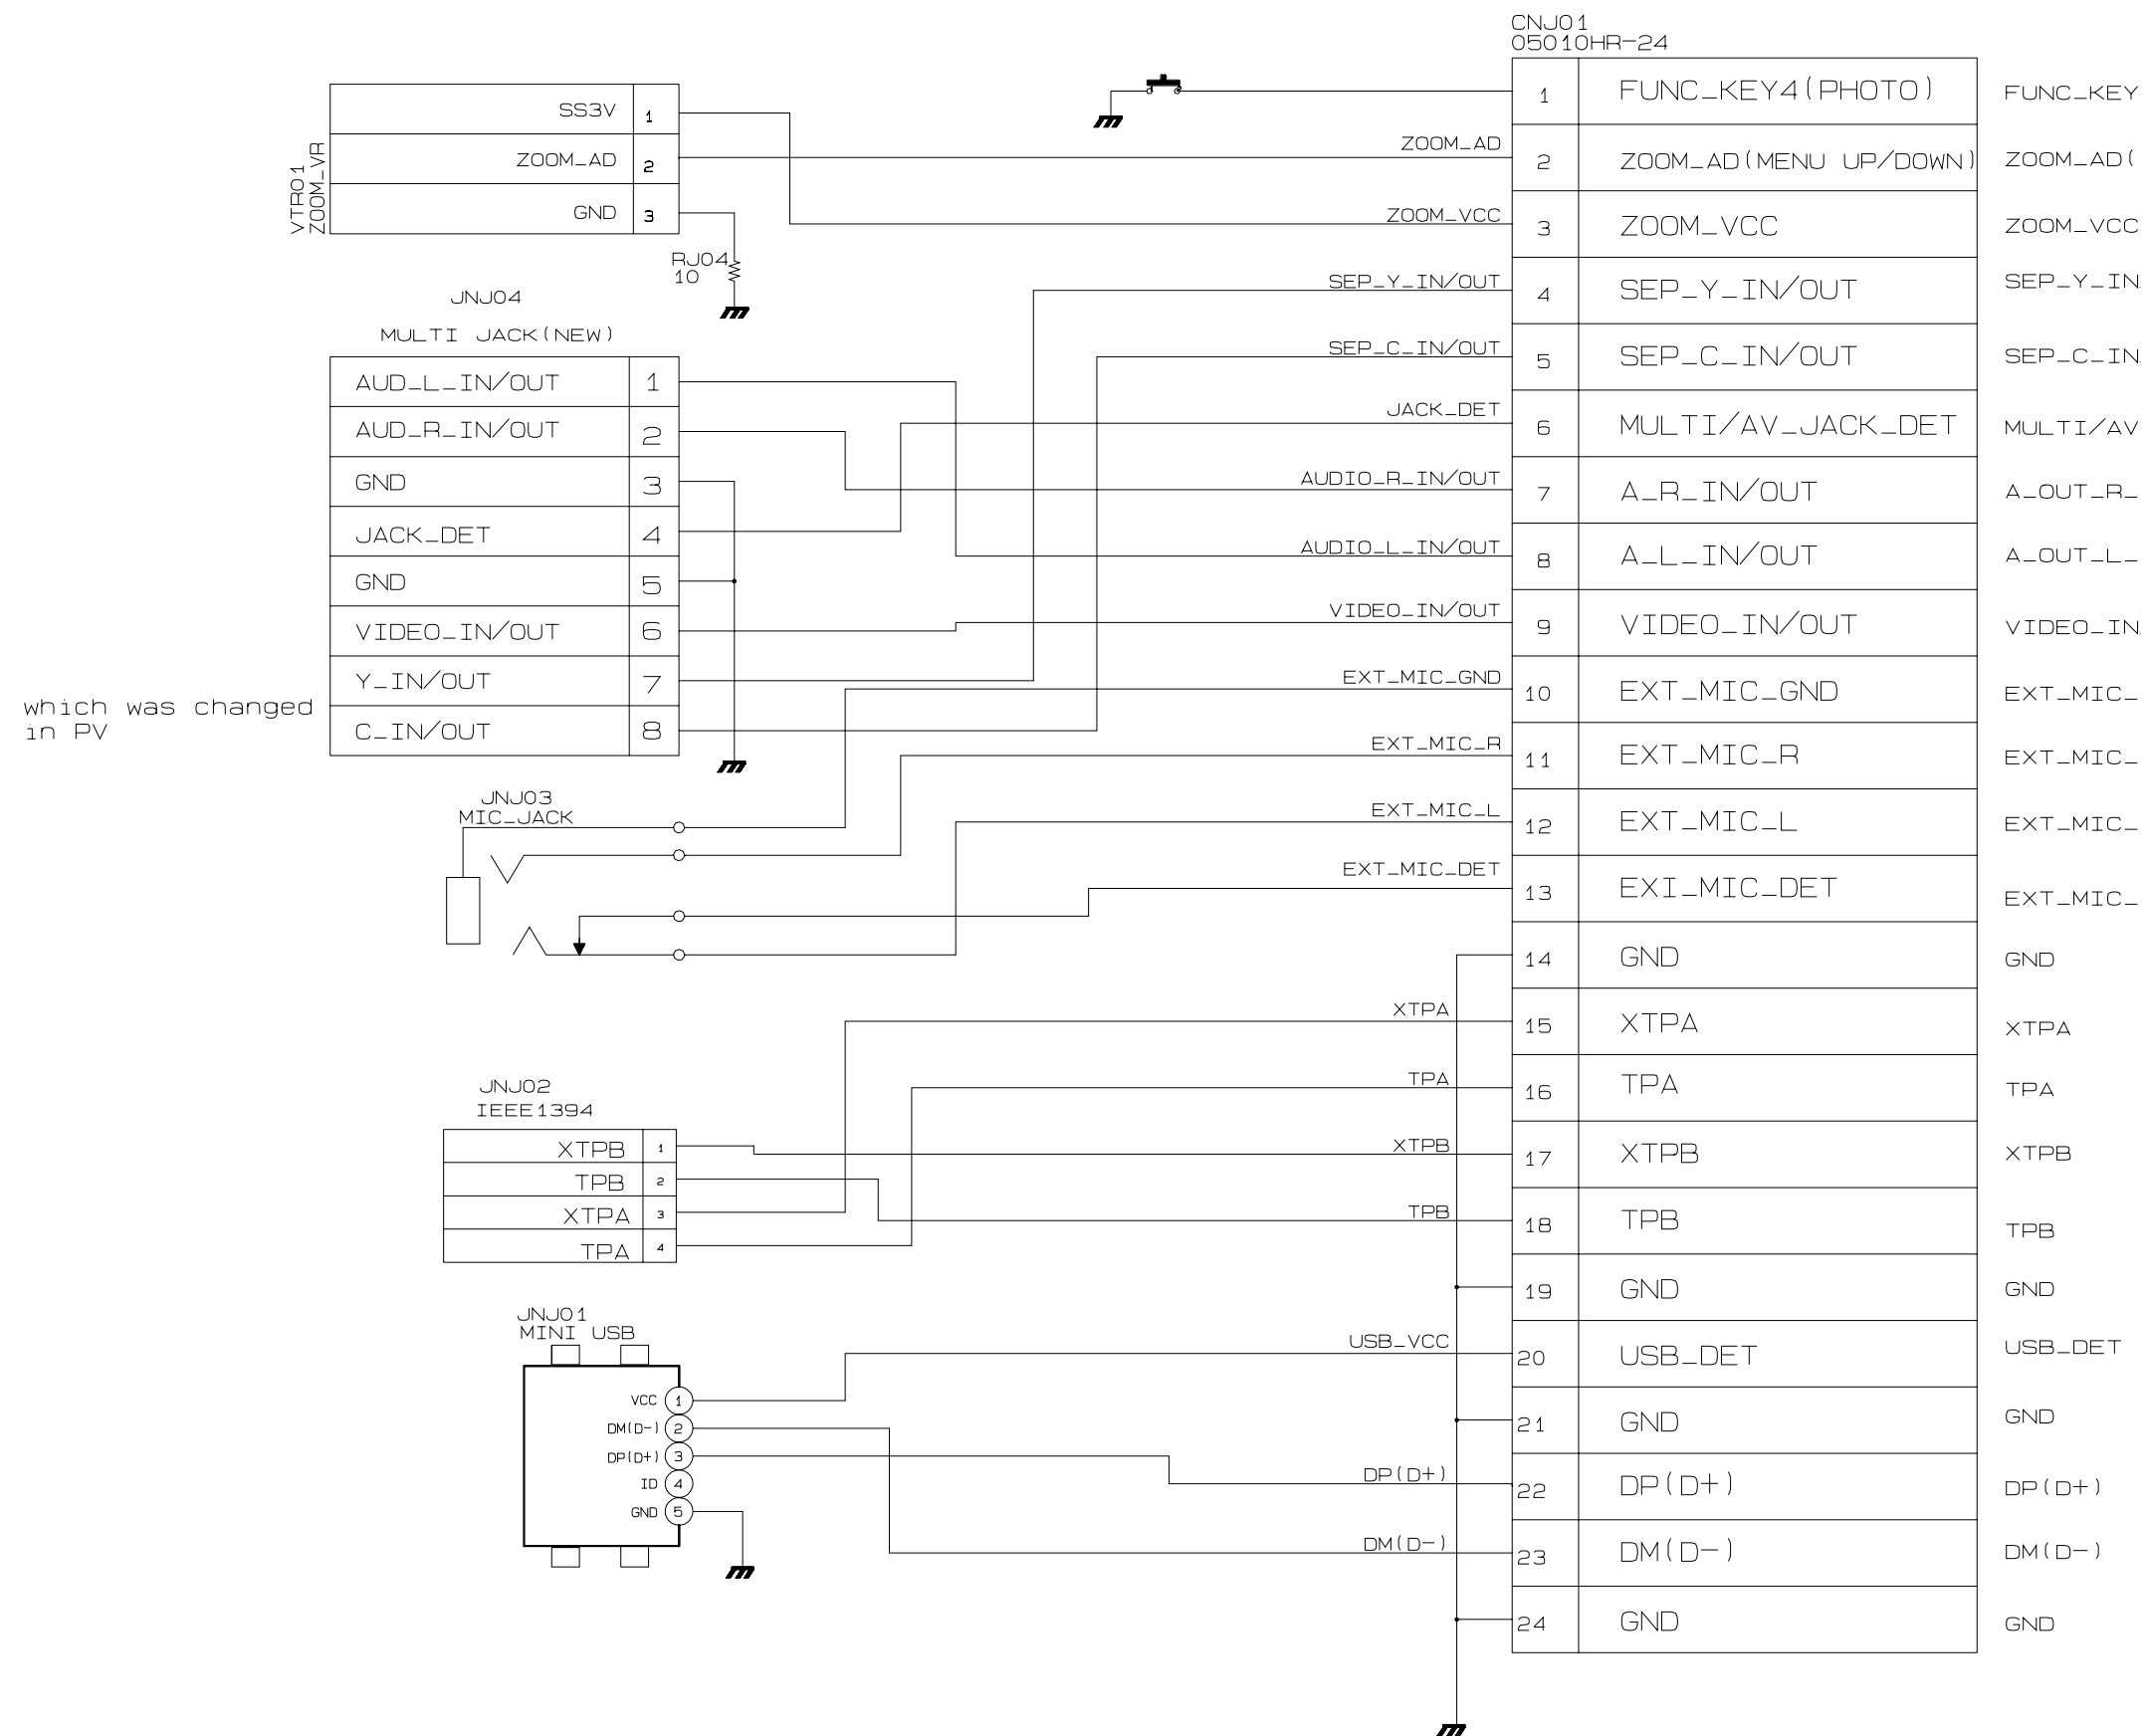 CNJ01
05010HR-24
1 FUNC_KEY4(PHOTO) FUNC_KEY
2 ZOOM_AD(MENU UP/DOWN) ZOOM_AD(
3 ZOOM_VCC ZOOM_VCC
4 SEP_Y_IN/OUT SEP_Y_IN
5 SEP_C_IN/OUT SEP_C_IN
6 MULTI/AV_JACK_DET MULTI/AV
7 A_R_IN/OUT A_OUT_R_
8 A_L_IN/OUT A_OUT_L_
9 VIDEO_IN/OUT VIDEO_IN
10 EXT_MIC_GND EXT_MIC_
11 EXT_MIC_R EXT_MIC_
12 EXT_MIC_L EXT_MIC_
13 EXI_MIC_DET EXT_MIC_
14 GND GND
15 XTPA XTPA
16 TPA TPA
17 XTPB XTPB
18 TPB TPB
19 GND GND
20 USB_DET USB_DET
21 GND GND
22 DP(D+) DP(D+)
23 DM(D-) DM(D-)
24 GND GND
ZOOM_AD
ZOOM_VCC
SEP_Y_IN/OUT
SEP_C_IN/OUT
JACK_DET
AUDIO_R_IN/OUT
AUDIO_L_IN/OUT
VIDEO_IN/OUT
EXT_MIC_GND
EXT_MIC_R
EXT_MIC_L
EXT_MIC_DET
XTPA
TPA
XTPB
TPB
USB_VCC
DP(D+)
DM(D-)
VTR01
ZOOM_VR
SS3V 1
ZOOM_AD 2
GND 3
RJ04
10
JNJ04
MULTI JACK(NEW)
AUD_L_IN/OUT 1
AUD_R_IN/OUT 2
GND 3
JACK_DET 4
GND 5
VIDEO_IN/OUT 6
Y_IN/OUT 7
C_IN/OUT 8
which was changed
in PV
JNJ03
MIC_JACK
JNJ02
IEEE1394
XTPB 1
TPB 2
XTPA 3
TPA 4
JNJ01
MINI USB
VCC 1
DM(D-) 2
DP(D+) 3
ID 4
GND 5